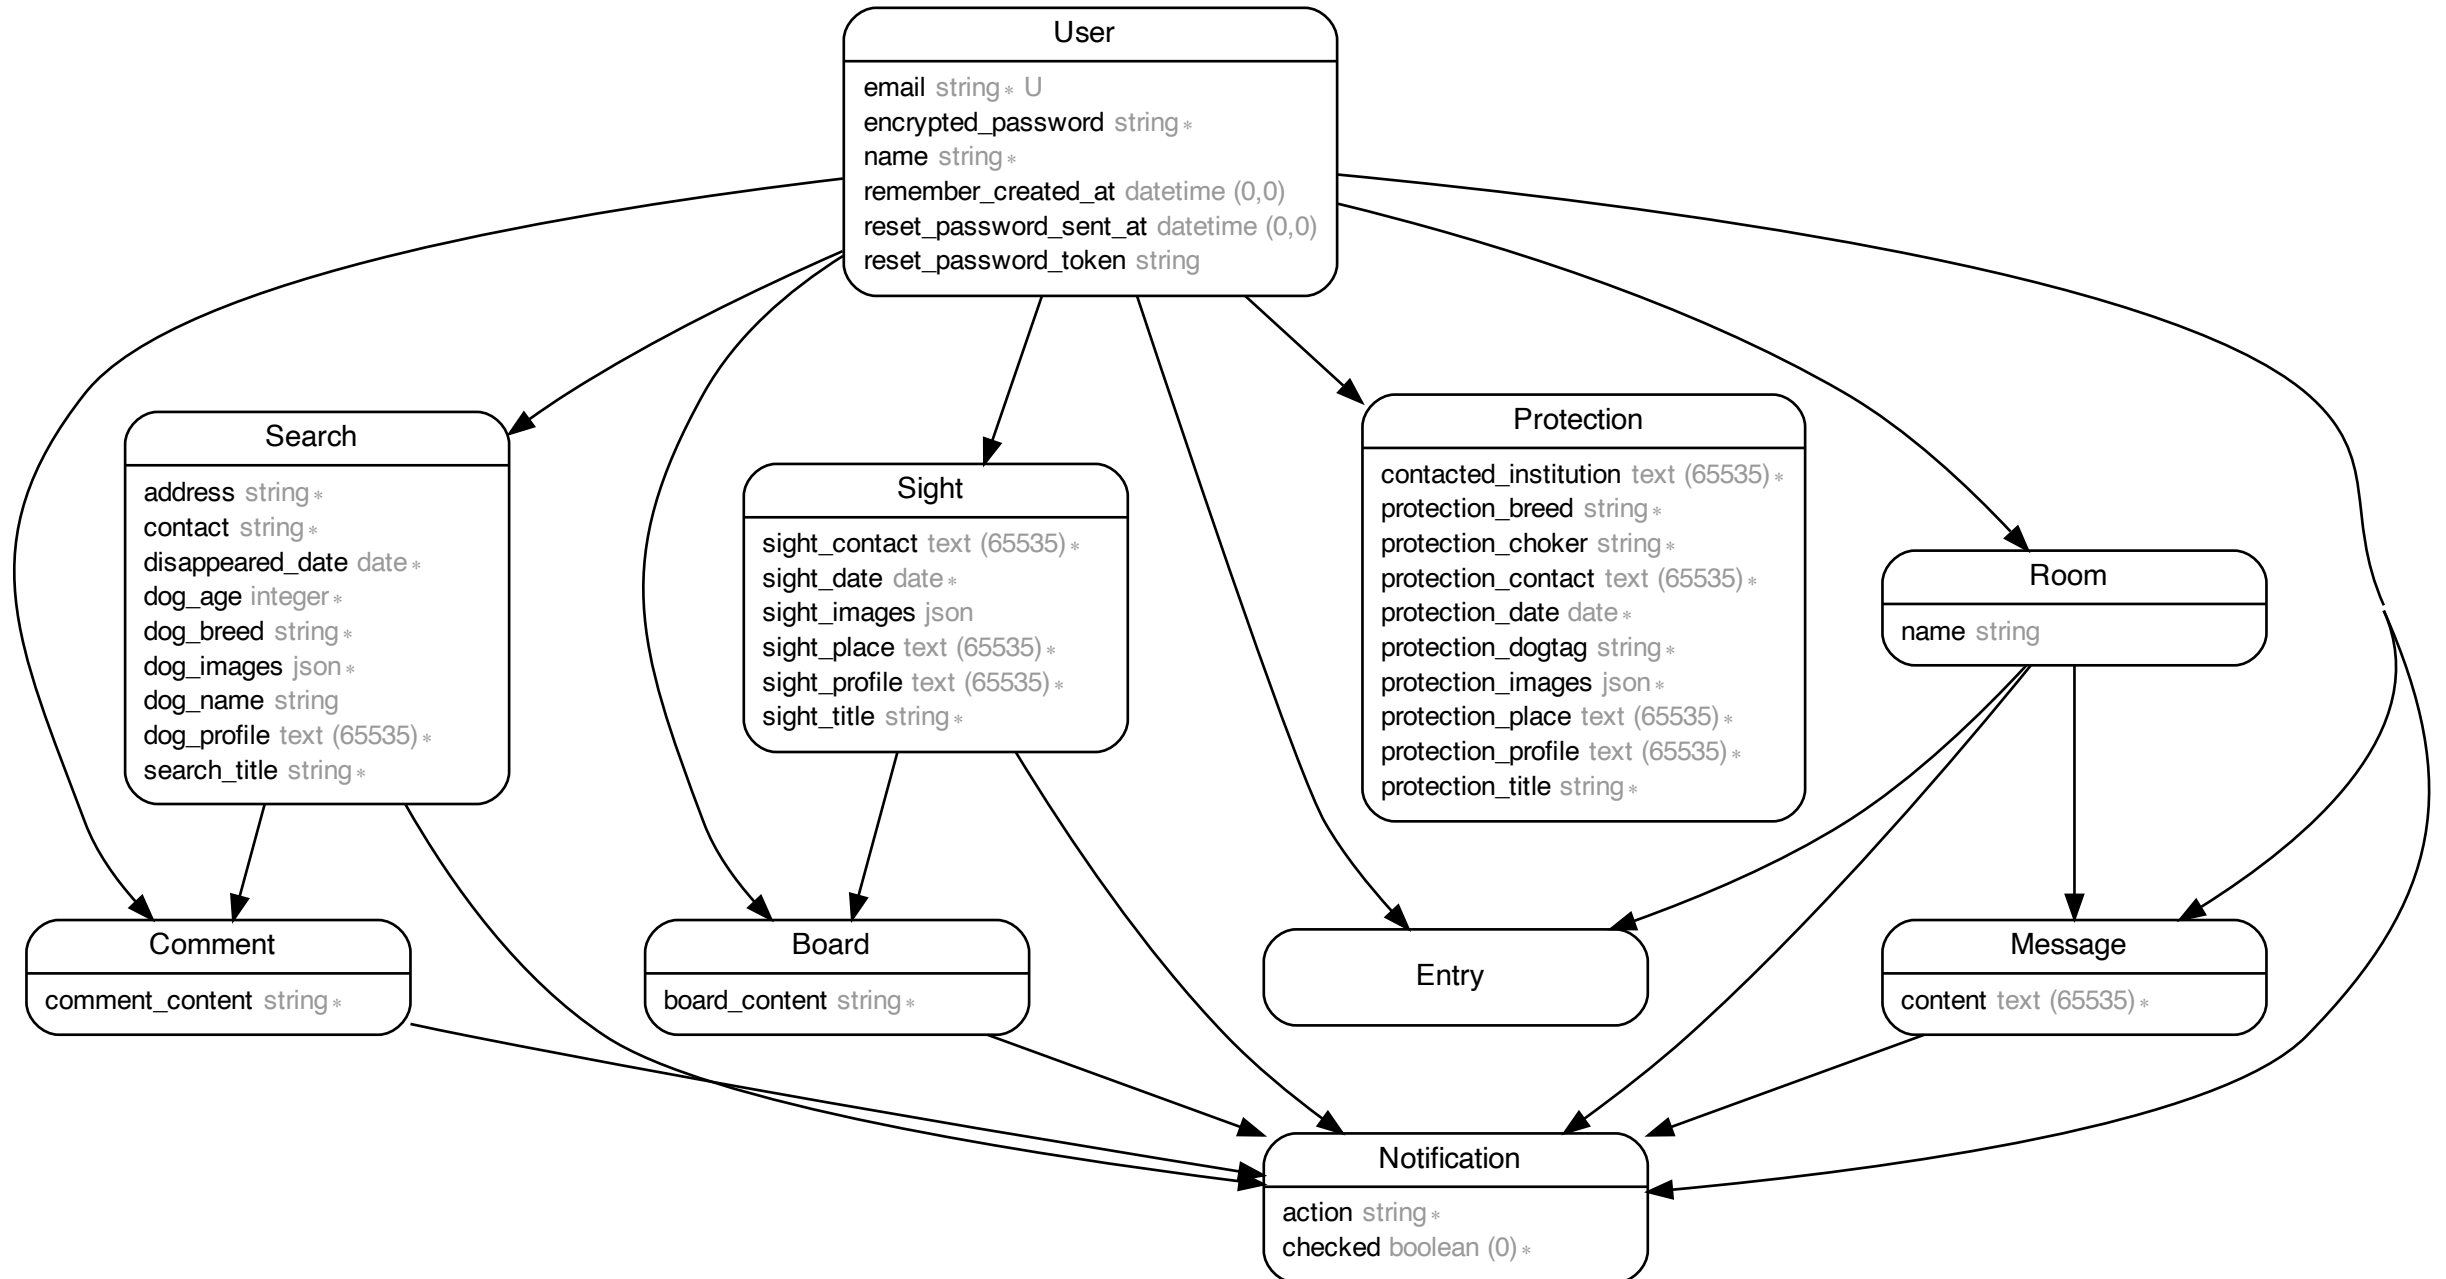 User
email string* U
encrypted_password string*
name string*
remember_created_at datetime (0,0)
reset_password_sent_at datetime (0,0)
reset_password_token string
Search
address string*
contact string*
disappeared_date date*
dog_age integer*
dog_breed string*
dog_images json*
dog_name string
dog_profile text (65535)*
search_title string*
Sight
sight_contact text (65535)*
sight_date date*
sight_images json
sight_place text (65535)*
sight_profile text (65535)*
sight_title string*
Protection
contacted_institution text (65535)*
protection_breed string*
protection_choker string*
protection_contact text (65535)*
protection_date date*
protection_dogtag string*
protection_images json*
protection_place text (65535)*
protection_profile text (65535)*
protection_title string*
Room
name string
Comment
comment_content string*
Board
board_content string*
Entry
Message
content text (65535)*
Notification
action string*
checked boolean (0)*